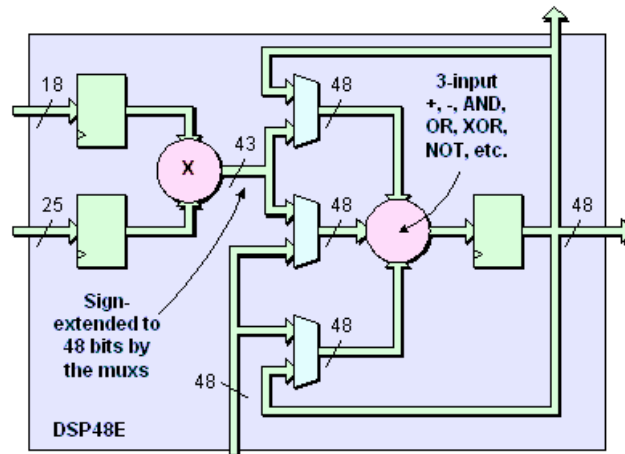 18
48
3-input
+, -, AND,
OR, XOR,
NOT, etc.
X
43
25
48
48
Sign-
extended to
48 bits by
the muxs
48
48
DSP48E